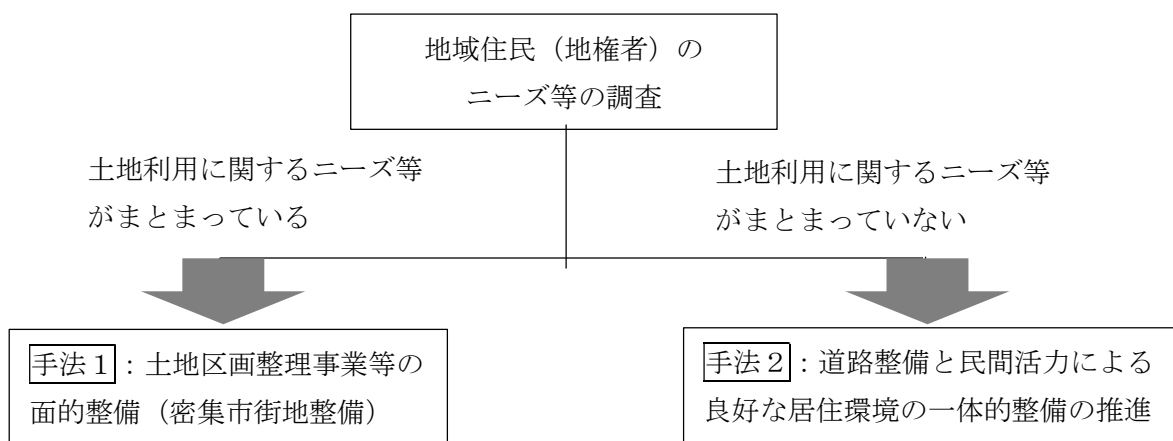 地域住民（地権者）の
ニーズ等の調査
土地利用に関するニーズ等
がまとまっている
土地利用に関するニーズ等
がまとまっていない
手法１：土地区画整理事業等の
面的整備（密集市街地整備）
手法２：道路整備と民間活力による
良好な居住環境の一体的整備の推進